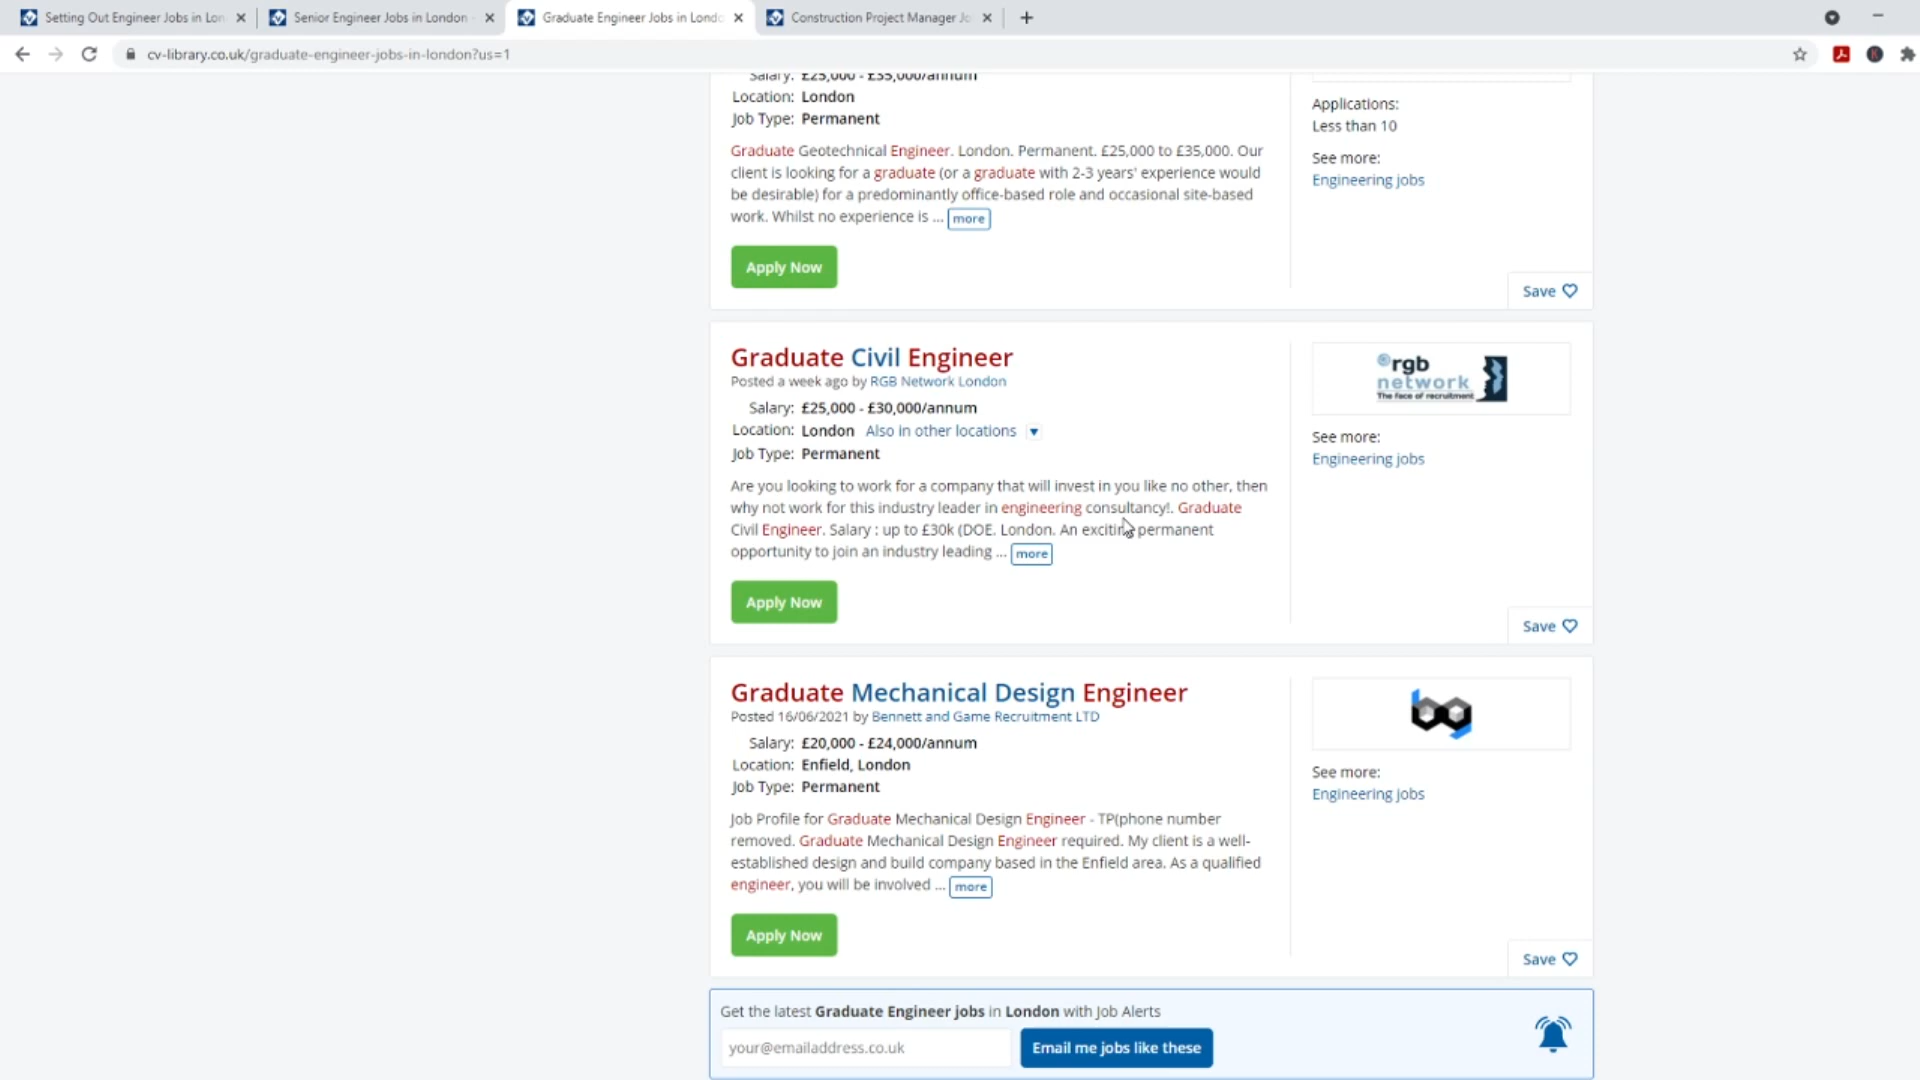 Setting Out Engineer Jobs in Lon
Senior Engineer Jobs in London
Graduate Engineer Jobs in Londo
Construction Project Manager Jo
cv-library.co.uk/graduate-engineer-jobs-in-london?us=1
Salary: £25,000 - £35,000/annum
Location: London
Job Type: Permanent
Graduate Geotechnical Engineer. London. Permanent. £25,000 to £35,000. Our
client is looking for a graduate (or a graduate with 2-3 years' experience would
be desirable) for a predominantly office-based role and occasional site-based
work. Whilst no experience is ... more
Apply Now
Applications:
Less than 10
See more:
Engineering jobs
Save
Graduate Civil Engineer
Posted a week ago by RGB Network London
Salary: £25,000 - £30,000/annum
Location: London Also in other locations
Job Type: Permanent
Are you looking to work for a company that will invest in you like no other, then
why not work for this industry leader in engineering consultancy!. Graduate
Civil Engineer. Salary : up to £30k (DOE. London. An exciting permanent
opportunity to join an industry leading ... more
Apply Now
rgb
network
The face of recruitment
See more:
Engineering jobs
Save
Graduate Mechanical Design Engineer
Posted 16/06/2021 by Bennett and Game Recruitment LTD
Salary: £20,000 - £24,000/annum
Location: Enfield, London
Job Type: Permanent
Job Profile for Graduate Mechanical Design Engineer - TP(phone number
removed. Graduate Mechanical Design Engineer required. My client is a well-
established design and build company based in the Enfield area. As a qualified
engineer, you will be involved ... more
Apply Now
bg
See more:
Engineering jobs
Save
Get the latest Graduate Engineer jobs in London with Job Alerts
your@emailaddress.co.uk
Email me jobs like these